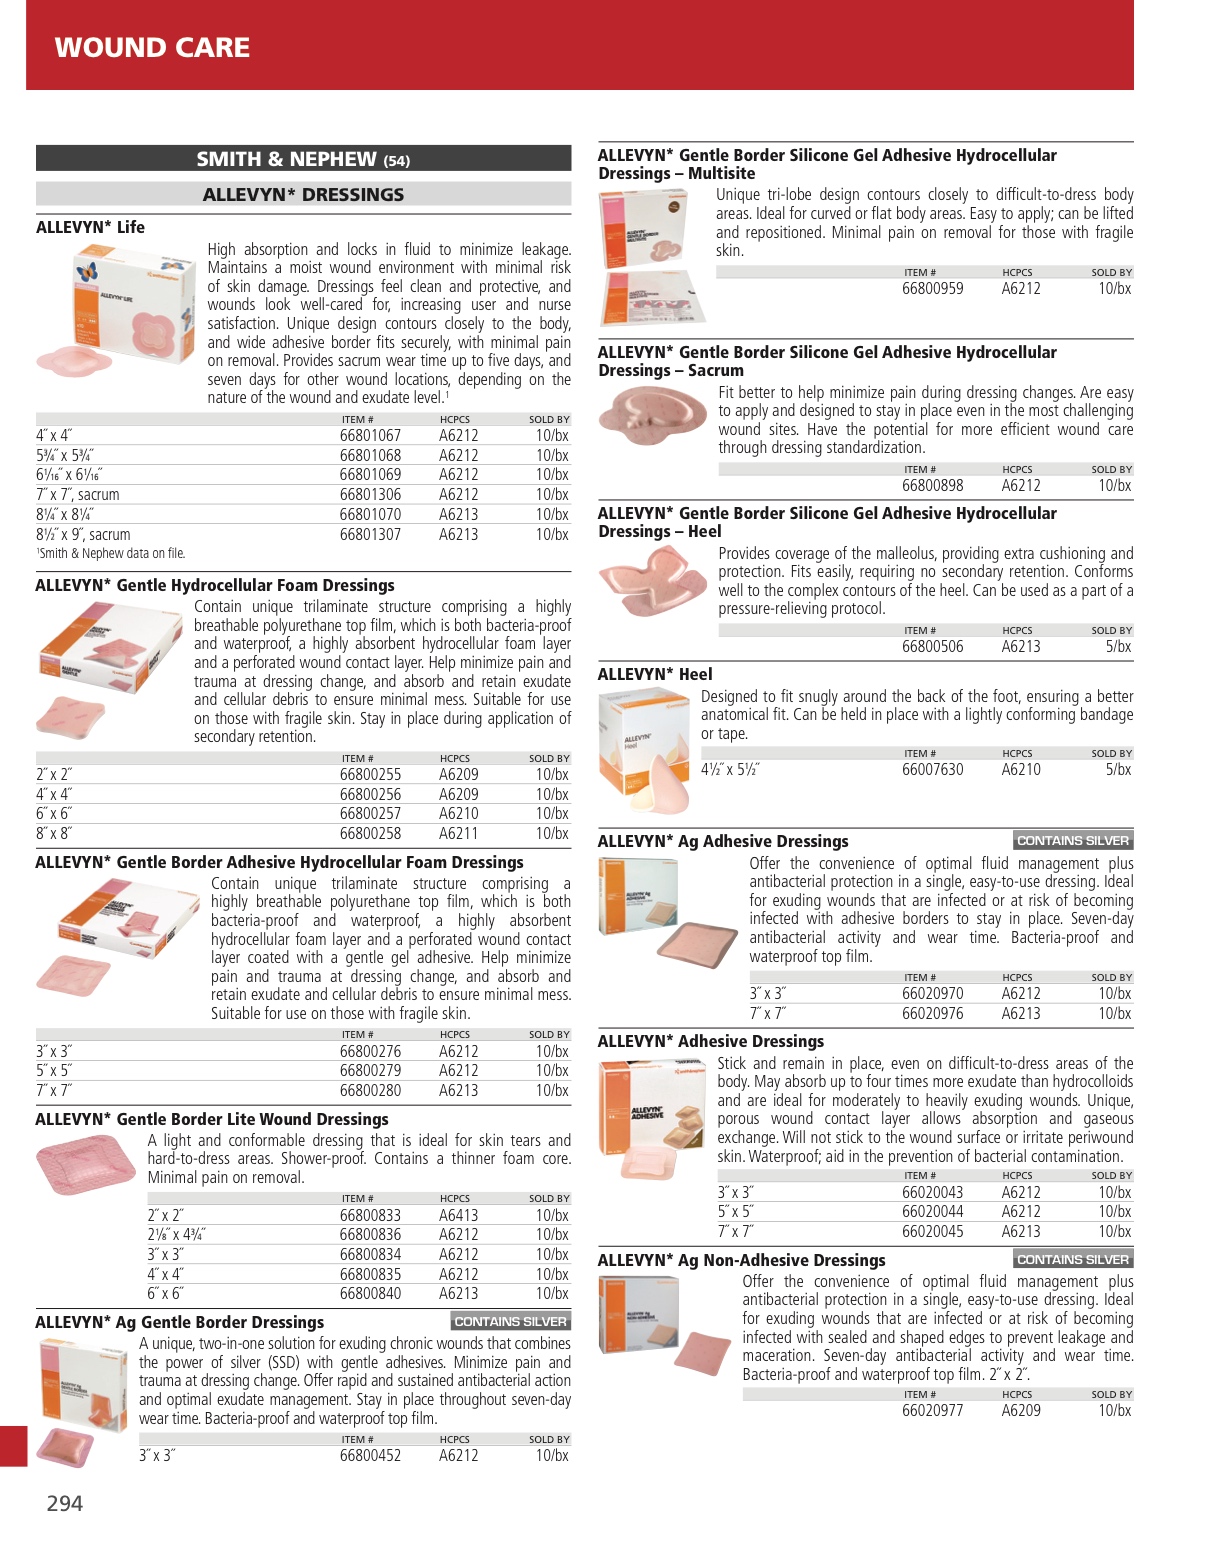 WOUND CARE
SMITH & NEPHEW (54)
ALLEVYN* DRESSINGS
ALLEVYN* Life
High absorption and locks in fluid to minimize leakage.
Maintains a moist wound environment with minimal risk
of skin damage. Dressings feel clean and protective, and
wounds look well-cared for, increasing user and nurse
satisfaction. Unique design contours closely to the body,
and wide adhesive border fits securely, with minimal pain
on removal. Provides sacrum wear time up to five days, and
seven days for other wound locations, depending on the
nature of the wound and exudate level.¹
ITEM # HCPCS SOLD BY
4˝ x 4˝ 66801067 A6212 10/bx
5¾˝ x 5¾˝ 66801068 A6212 10/bx
6¹⁄₁₆˝ x 6¹⁄₁₆˝ 66801069 A6212 10/bx
7˝ x 7˝, sacrum 66801306 A6212 10/bx
8¼˝ x 8¼˝ 66801070 A6213 10/bx
8½˝ x 9˝, sacrum 66801307 A6213 10/bx
¹Smith & Nephew data on file.
ALLEVYN* Gentle Hydrocellular Foam Dressings
Contain unique trilaminate structure comprising a highly
breathable polyurethane top film, which is both bacteria-proof
and waterproof, a highly absorbent hydrocellular foam layer
and a perforated wound contact layer. Help minimize pain and
trauma at dressing change, and absorb and retain exudate
and cellular debris to ensure minimal mess. Suitable for use
on those with fragile skin. Stay in place during application of
secondary retention.
ITEM # HCPCS SOLD BY
2˝ x 2˝ 66800255 A6209 10/bx
4˝ x 4˝ 66800256 A6209 10/bx
6˝ x 6˝ 66800257 A6210 10/bx
8˝ x 8˝ 66800258 A6211 10/bx
ALLEVYN* Gentle Border Adhesive Hydrocellular Foam Dressings
Contain unique trilaminate structure comprising a
highly breathable polyurethane top film, which is both
bacteria-proof and waterproof, a highly absorbent
hydrocellular foam layer and a perforated wound contact
layer coated with a gentle gel adhesive. Help minimize
pain and trauma at dressing change, and absorb and
retain exudate and cellular debris to ensure minimal mess.
Suitable for use on those with fragile skin.
ITEM # HCPCS SOLD BY
3˝ x 3˝ 66800276 A6212 10/bx
5˝ x 5˝ 66800279 A6212 10/bx
7˝ x 7˝ 66800280 A6213 10/bx
ALLEVYN* Gentle Border Lite Wound Dressings
A light and conformable dressing that is ideal for skin tears and
hard-to-dress areas. Shower-proof. Contains a thinner foam core.
Minimal pain on removal.
ITEM # HCPCS SOLD BY
2˝ x 2˝ 66800833 A6413 10/bx
2⅛˝ x 4¾˝ 66800836 A6212 10/bx
3˝ x 3˝ 66800834 A6212 10/bx
4˝ x 4˝ 66800835 A6212 10/bx
6˝ x 6˝ 66800840 A6213 10/bx
ALLEVYN* Ag Gentle Border Dressings CONTAINS SILVER
A unique, two-in-one solution for exuding chronic wounds that combines
the power of silver (SSD) with gentle adhesives. Minimize pain and
trauma at dressing change. Offer rapid and sustained antibacterial action
and optimal exudate management. Stay in place throughout seven-day
wear time. Bacteria-proof and waterproof top film.
ITEM # HCPCS SOLD BY
3˝ x 3˝ 66800452 A6212 10/bx
ALLEVYN* Gentle Border Silicone Gel Adhesive Hydrocellular
Dressings – Multisite
Unique tri-lobe design contours closely to difficult-to-dress body
areas. Ideal for curved or flat body areas. Easy to apply; can be lifted
and repositioned. Minimal pain on removal for those with fragile
skin.
ITEM # HCPCS SOLD BY
66800959 A6212 10/bx
ALLEVYN* Gentle Border Silicone Gel Adhesive Hydrocellular
Dressings – Sacrum
Fit better to help minimize pain during dressing changes. Are easy
to apply and designed to stay in place even in the most challenging
wound sites. Have the potential for more efficient wound care
through dressing standardization.
ITEM # HCPCS SOLD BY
66800898 A6212 10/bx
ALLEVYN* Gentle Border Silicone Gel Adhesive Hydrocellular
Dressings – Heel
Provides coverage of the malleolus, providing extra cushioning and
protection. Fits easily, requiring no secondary retention. Conforms
well to the complex contours of the heel. Can be used as a part of a
pressure-relieving protocol.
ITEM # HCPCS SOLD BY
66800506 A6213 5/bx
ALLEVYN* Heel
Designed to fit snugly around the back of the foot, ensuring a better
anatomical fit. Can be held in place with a lightly conforming bandage
or tape.
ITEM # HCPCS SOLD BY
4½˝ x 5½˝ 66007630 A6210 5/bx
ALLEVYN* Ag Adhesive Dressings CONTAINS SILVER
Offer the convenience of optimal fluid management plus
antibacterial protection in a single, easy-to-use dressing. Ideal
for exuding wounds that are infected or at risk of becoming
infected with adhesive borders to stay in place. Seven-day
antibacterial activity and wear time. Bacteria-proof and
waterproof top film.
ITEM # HCPCS SOLD BY
3˝ x 3˝ 66020970 A6212 10/bx
7˝ x 7˝ 66020976 A6213 10/bx
ALLEVYN* Adhesive Dressings
Stick and remain in place, even on difficult-to-dress areas of the
body. May absorb up to four times more exudate than hydrocolloids
and are ideal for moderately to heavily exuding wounds. Unique,
porous wound contact layer allows absorption and gaseous
exchange. Will not stick to the wound surface or irritate periwound
skin. Waterproof; aid in the prevention of bacterial contamination.
ITEM # HCPCS SOLD BY
3˝ x 3˝ 66020043 A6212 10/bx
5˝ x 5˝ 66020044 A6212 10/bx
7˝ x 7˝ 66020045 A6213 10/bx
ALLEVYN* Ag Non-Adhesive Dressings CONTAINS SILVER
Offer the convenience of optimal fluid management plus
antibacterial protection in a single, easy-to-use dressing. Ideal
for exuding wounds that are infected or at risk of becoming
infected with sealed and shaped edges to prevent leakage and
maceration. Seven-day antibacterial activity and wear time.
Bacteria-proof and waterproof top film. 2˝ x 2˝.
ITEM # HCPCS SOLD BY
66020977 A6209 10/bx
294